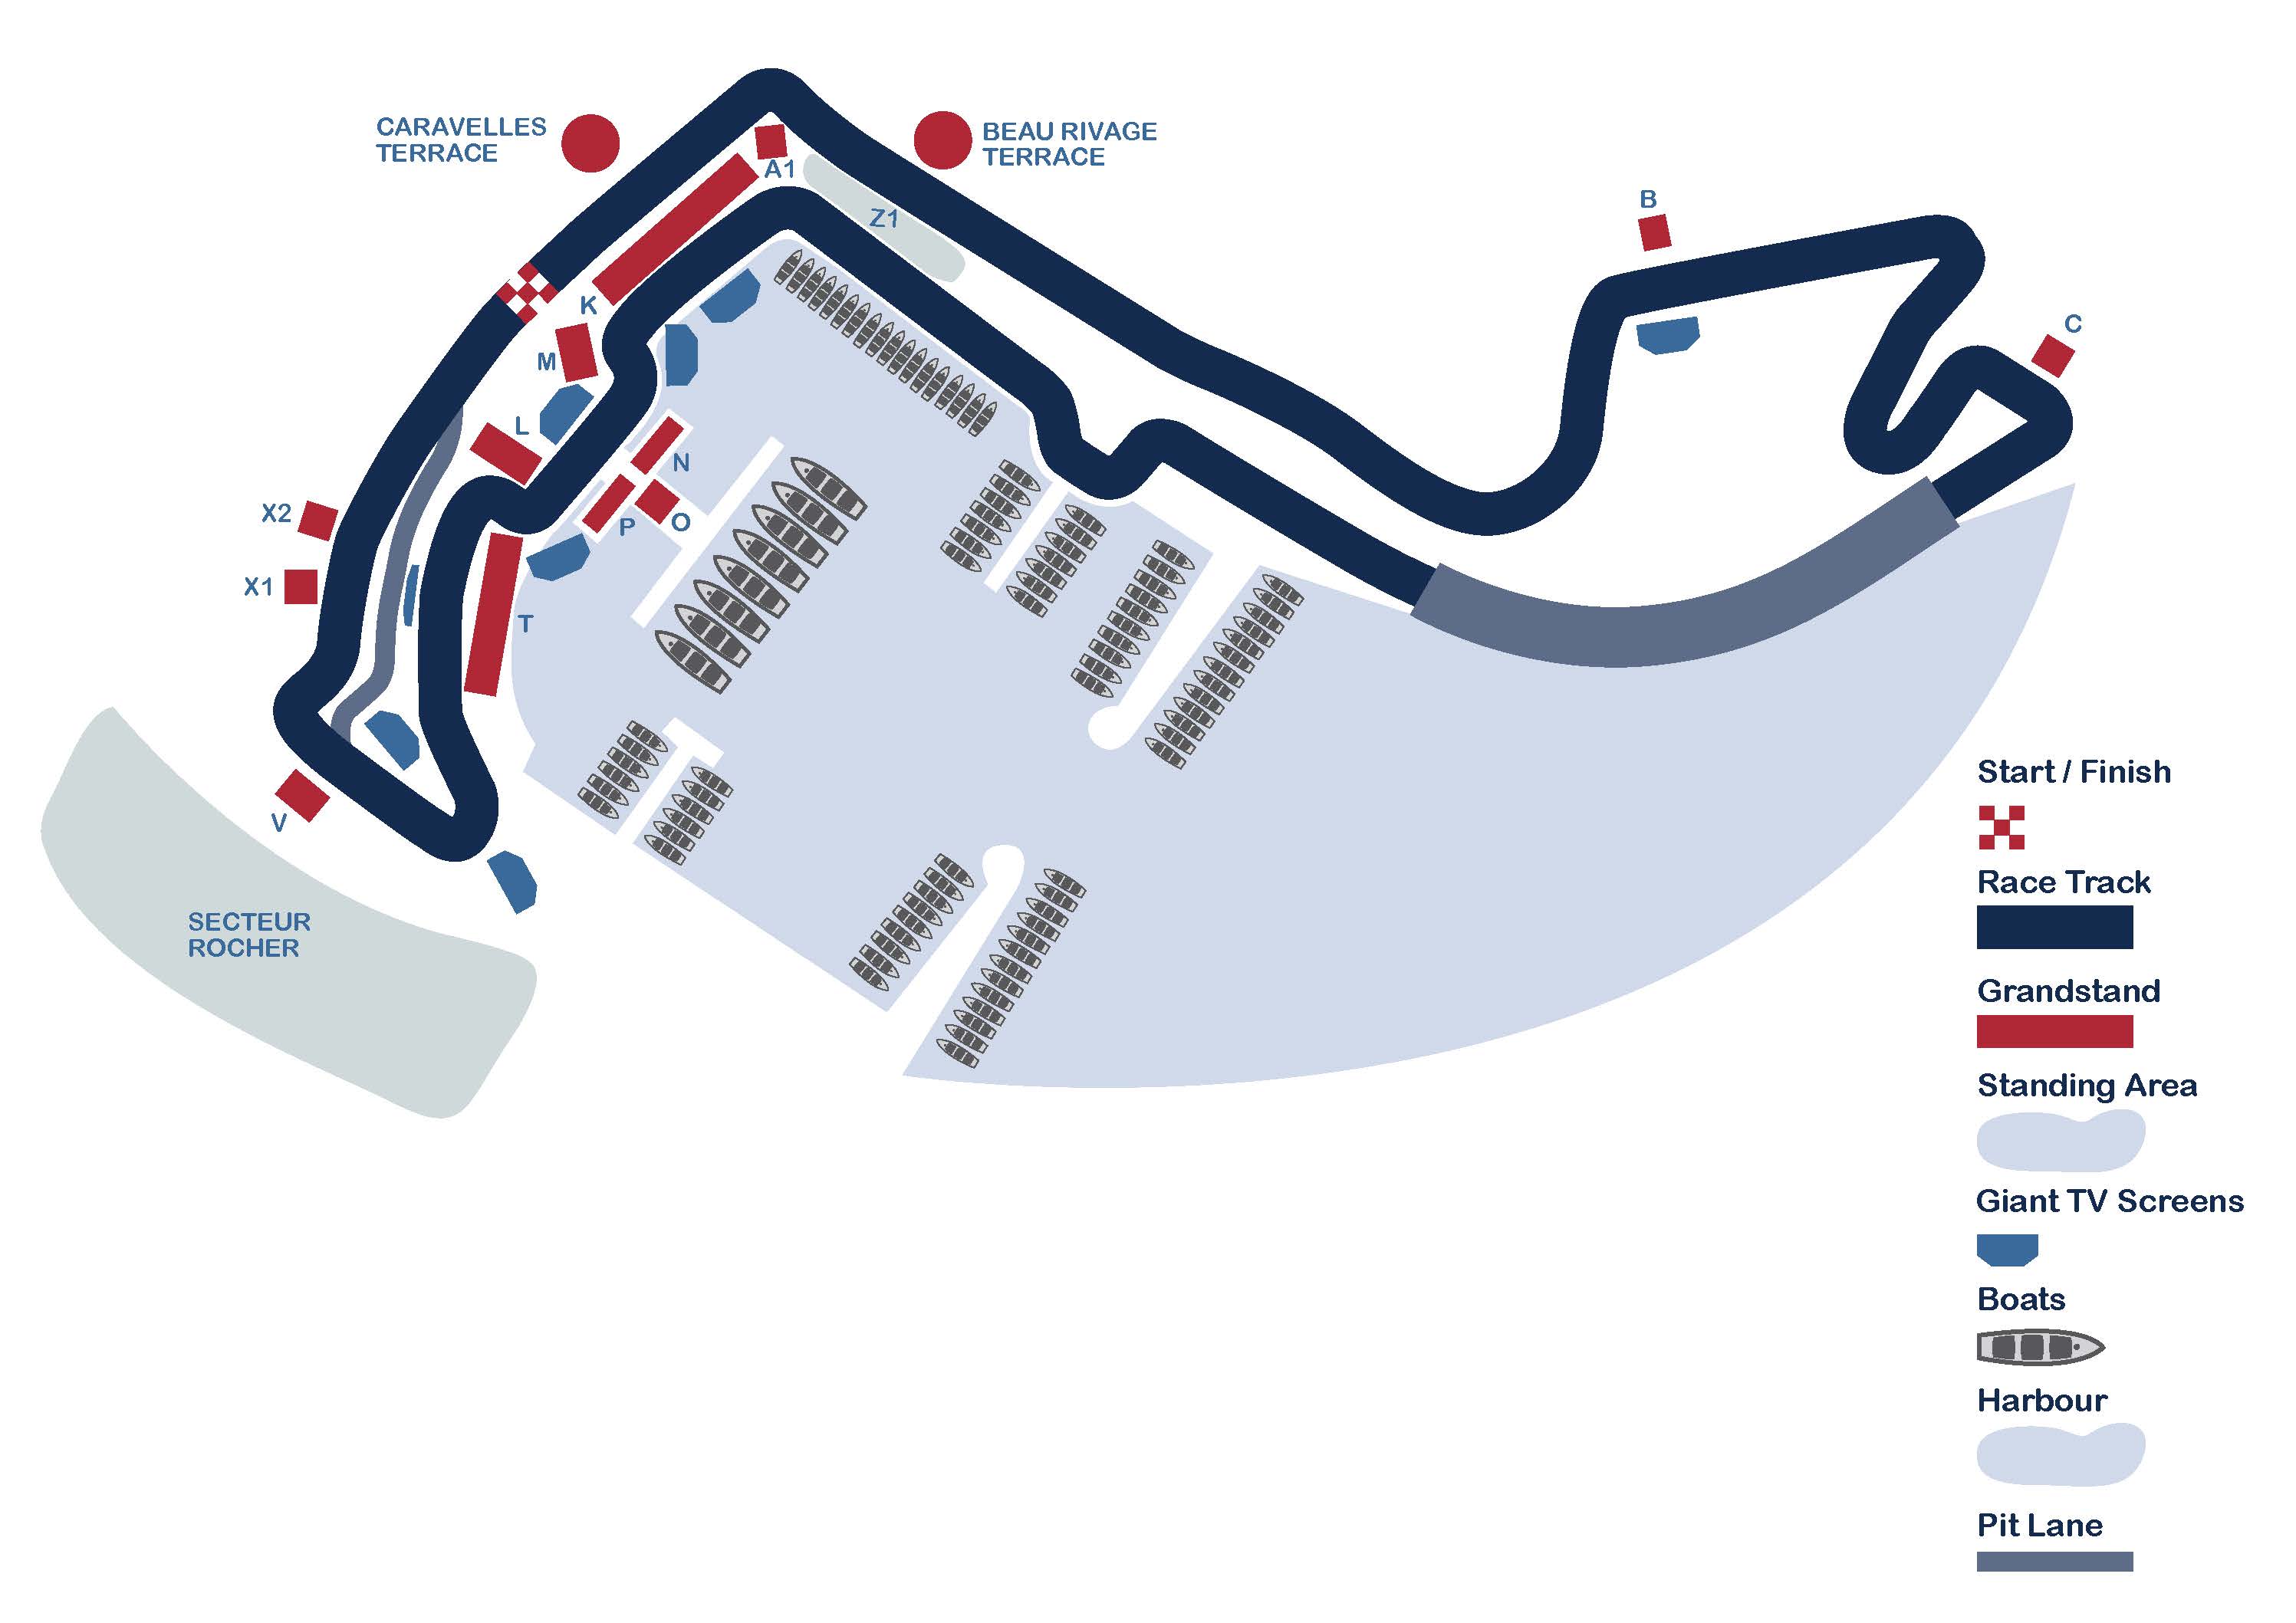 CARAVELLES
TERRACE
BEAU RIVAGE
TERRACE
A1
Z1
B
C
K
M
L
N
X2
P
O
X1
T
V
SECTEUR
ROCHER
Start / Finish
Race Track
Grandstand
Standing Area
Giant TV Screens
Boats
Harbour
Pit Lane